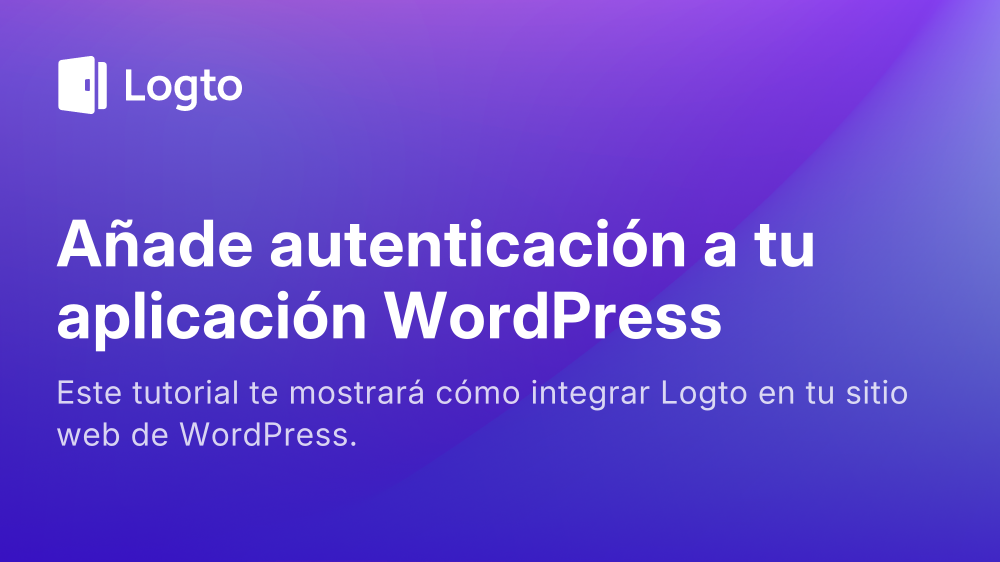 Logto
Añade autenticación a tu
aplicación WordPress
Este tutorial te mostrará cómo integrar Logto en tu sitio
web de WordPress.